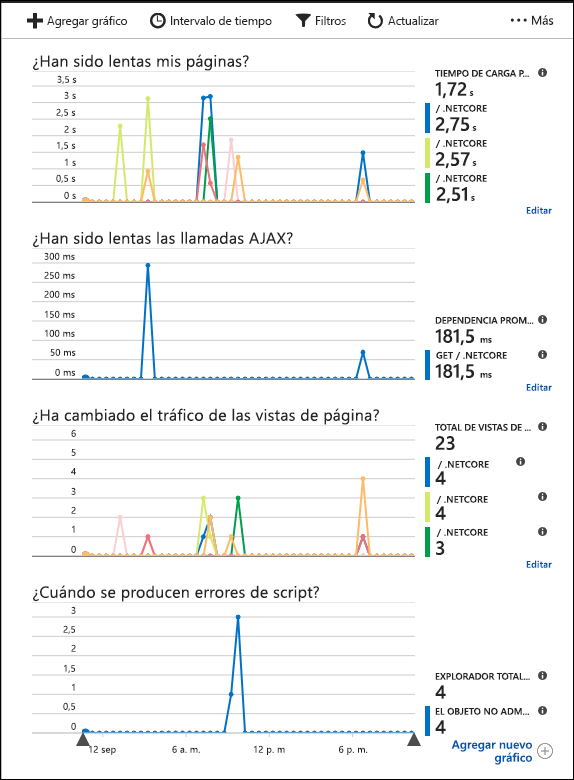 Agregar gráfico Intervalo de tiempo Filtros Actualizar ••• Más
¿Han sido lentas mis páginas?
3,5 s
3 s
2,5 s
2 s
1,5 s
1 s
0,5 s
0 s
TIEMPO DE CARGA P...
1,72 s
/ .NETCORE
2,75 s
/ .NETCORE
2,57 s
/ .NETCORE
2,51 s
Editar
¿Han sido lentas las llamadas AJAX?
300 ms
250 ms
200 ms
150 ms
100 ms
50 ms
0 ms
DEPENDENCIA PROM...
181,5 ms
GET / .NETCORE
181,5 ms
Editar
¿Ha cambiado el tráfico de las vistas de página?
6
5
4
3
2
1
0
TOTAL DE VISTAS DE ...
23
/ .NETCORE
4
/ .NETCORE
4
/ .NETCORE
3
Editar
¿Cuándo se producen errores de script?
3
2,5
2
1,5
1
0,5
0
12 sep 6 a. m. 12 p. m 6 p. m.
EXPLORADOR TOTAL...
4
EL OBJETO NO ADM...
4
Agregar nuevo
gráfico